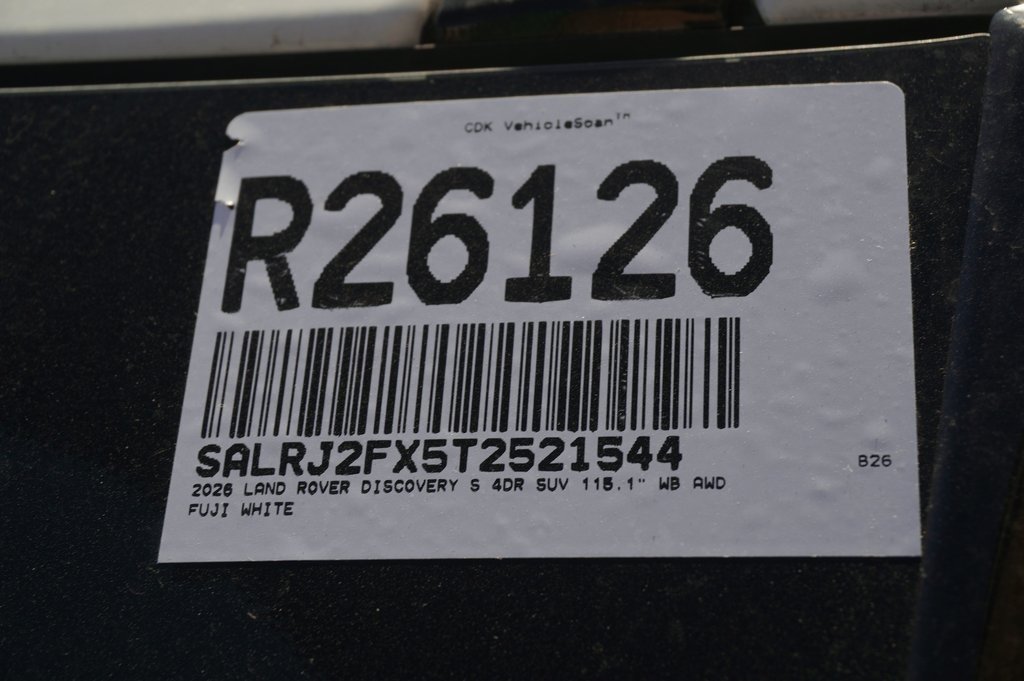 CDK VehicleScan™
R26126
SALRJ2FX5T2521544
B26
2026 LAND ROVER DISCOVERY S 4DR SUV 115.1" WB AWD
FUJI WHITE